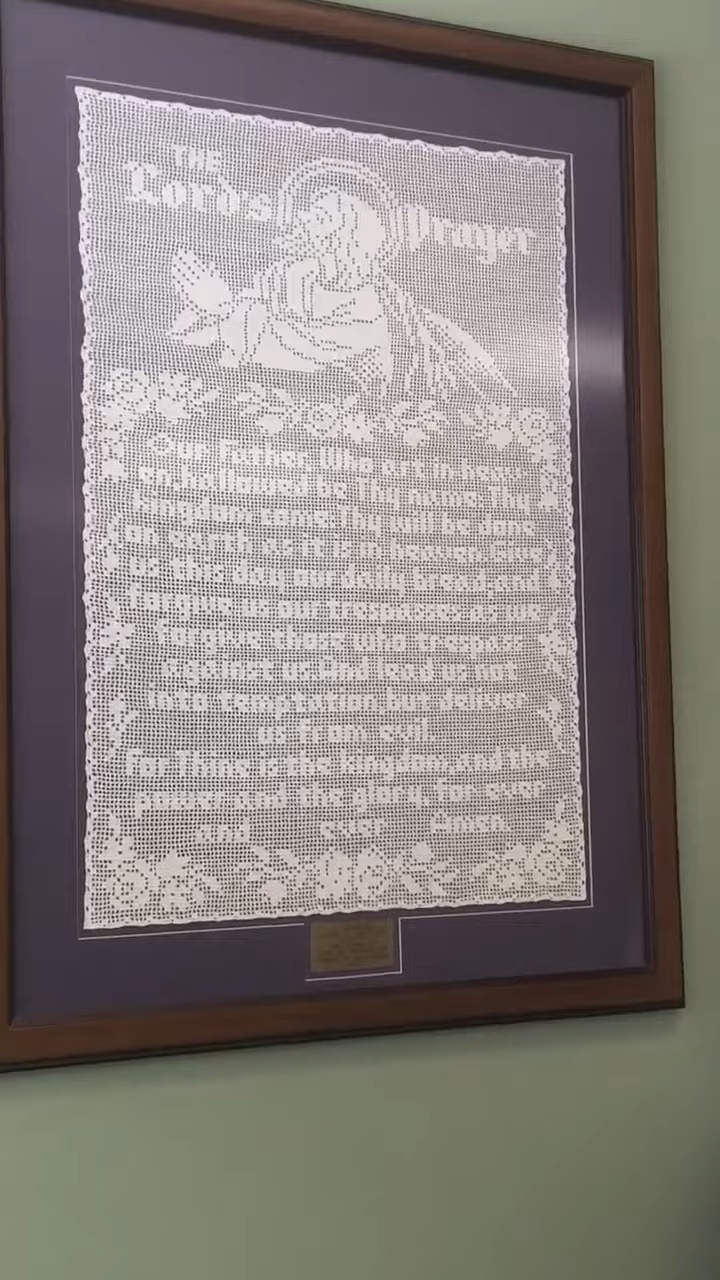 THE
Lord's Prayer
Our Father, Who art in heav-
en, hallowed be Thy name. Thy
kingdom come. Thy will be done
on earth as it is in heaven. Give
us this day our daily bread, and
forgive us our trespasses as we
forgive those who trespass
against us. And lead us not
into temptation, but deliver
us from evil
For Thine is the kingdom, and the
power, and the glory, for ever
and ever Amen.